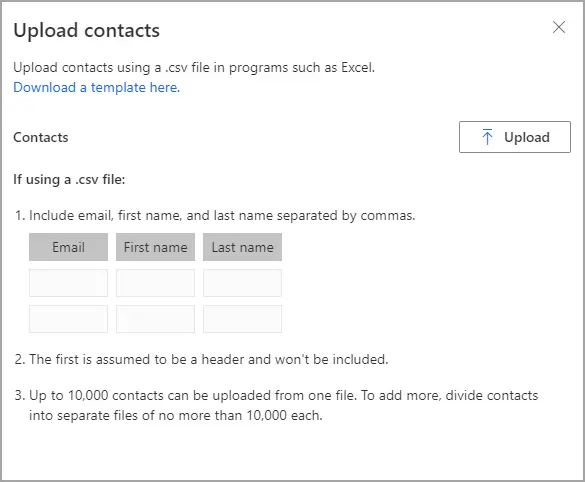 Upload contacts
Upload contacts using a .csv file in programs such as Excel.
Download a template here.
Contacts
Upload
If using a .csv file:
1. Include email, first name, and last name separated by commas.
Email First name Last name
2. The first is assumed to be a header and won't be included.
3. Up to 10,000 contacts can be uploaded from one file. To add more, divide contacts
into separate files of no more than 10,000 each.